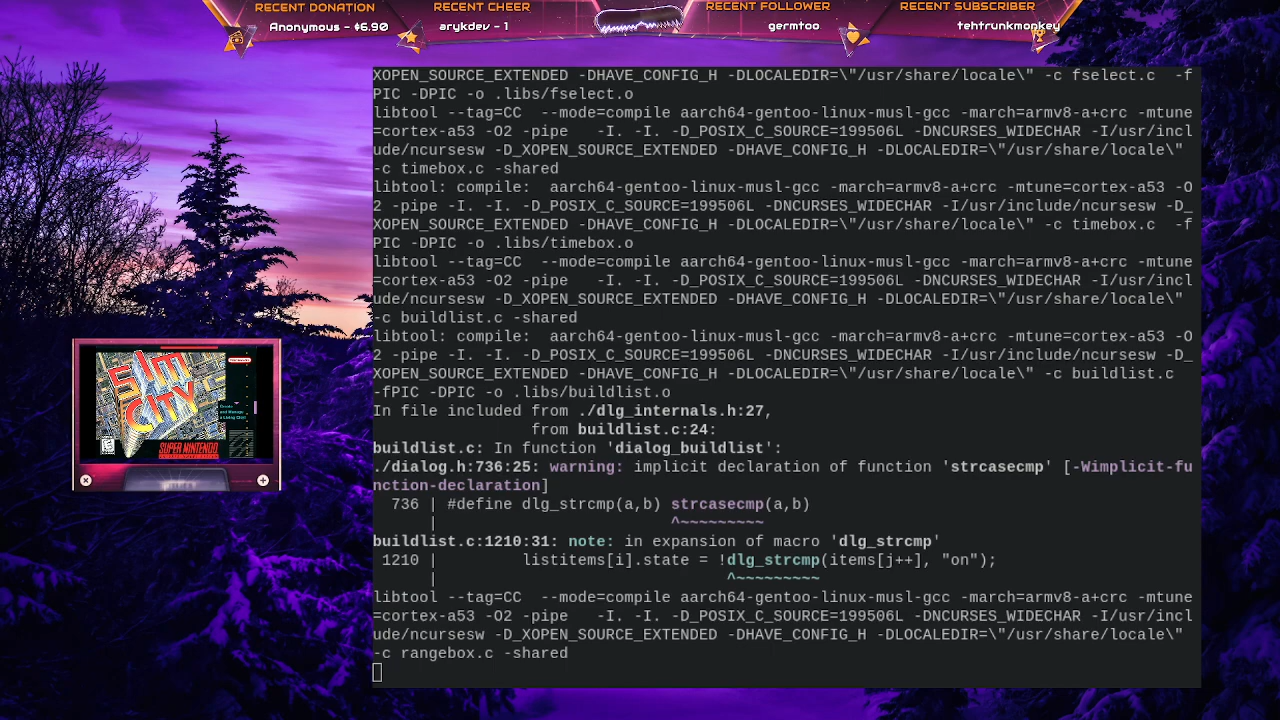 RECENT DONATION
Anonymous - $6.90
RECENT CHEER
arykdev - 1
RECENT FOLLOWER
germtoo
RECENT SUBSCRIBER
tehtrunkmonkey
XOPEN_SOURCE_EXTENDED -DHAVE_CONFIG_H -DLOCALEDIR=\"/usr/share/locale\" -c fselect.c  -f
PIC -DPIC -o .libs/fselect.o
libtool --tag=CC  --mode=compile aarch64-gentoo-linux-musl-gcc -march=armv8-a+crc -mtune
=cortex-a53 -O2 -pipe   -I. -I. -D_POSIX_C_SOURCE=199506L -DNCURSES_WIDECHAR -I/usr/incl
ude/ncursesw -D_XOPEN_SOURCE_EXTENDED -DHAVE_CONFIG_H -DLOCALEDIR=\"/usr/share/locale\"
-c timebox.c -shared
libtool: compile:  aarch64-gentoo-linux-musl-gcc -march=armv8-a+crc -mtune=cortex-a53 -O
2 -pipe -I. -I. -D_POSIX_C_SOURCE=199506L -DNCURSES_WIDECHAR -I/usr/include/ncursesw -D_
XOPEN_SOURCE_EXTENDED -DHAVE_CONFIG_H -DLOCALEDIR=\"/usr/share/locale\" -c timebox.c  -f
PIC -DPIC -o .libs/timebox.o
libtool --tag=CC  --mode=compile aarch64-gentoo-linux-musl-gcc -march=armv8-a+crc -mtune
=cortex-a53 -O2 -pipe   -I. -I. -D_POSIX_C_SOURCE=199506L -DNCURSES_WIDECHAR -I/usr/incl
ude/ncursesw -D_XOPEN_SOURCE_EXTENDED -DHAVE_CONFIG_H -DLOCALEDIR=\"/usr/share/locale\"
-c buildlist.c -shared
libtool: compile:  aarch64-gentoo-linux-musl-gcc -march=armv8-a+crc -mtune=cortex-a53 -O
2 -pipe -I. -I. -D_POSIX_C_SOURCE=199506L -DNCURSES_WIDECHAR -I/usr/include/ncursesw -D_
XOPEN_SOURCE_EXTENDED -DHAVE_CONFIG_H -DLOCALEDIR=\"/usr/share/locale\" -c buildlist.c
-fPIC -DPIC -o .libs/buildlist.o
In file included from ./dlg_internals.h:27,
                 from buildlist.c:24:
buildlist.c: In function 'dialog_buildlist':
./dialog.h:736:25: warning: implicit declaration of function 'strcasecmp' [-Wimplicit-fu
nction-declaration]
  736 | #define dlg_strcmp(a,b) strcasecmp(a,b)
      |                         ^~~~~~~~~~
buildlist.c:1210:31: note: in expansion of macro 'dlg_strcmp'
 1210 |         listitems[i].state = !dlg_strcmp(items[j++], "on");
      |                               ^~~~~~~~~~
libtool --tag=CC  --mode=compile aarch64-gentoo-linux-musl-gcc -march=armv8-a+crc -mtune
=cortex-a53 -O2 -pipe   -I. -I. -D_POSIX_C_SOURCE=199506L -DNCURSES_WIDECHAR -I/usr/incl
ude/ncursesw -D_XOPEN_SOURCE_EXTENDED -DHAVE_CONFIG_H -DLOCALEDIR=\"/usr/share/locale\"
-c rangebox.c -shared
SIM
CITY
SUPER NINTENDO